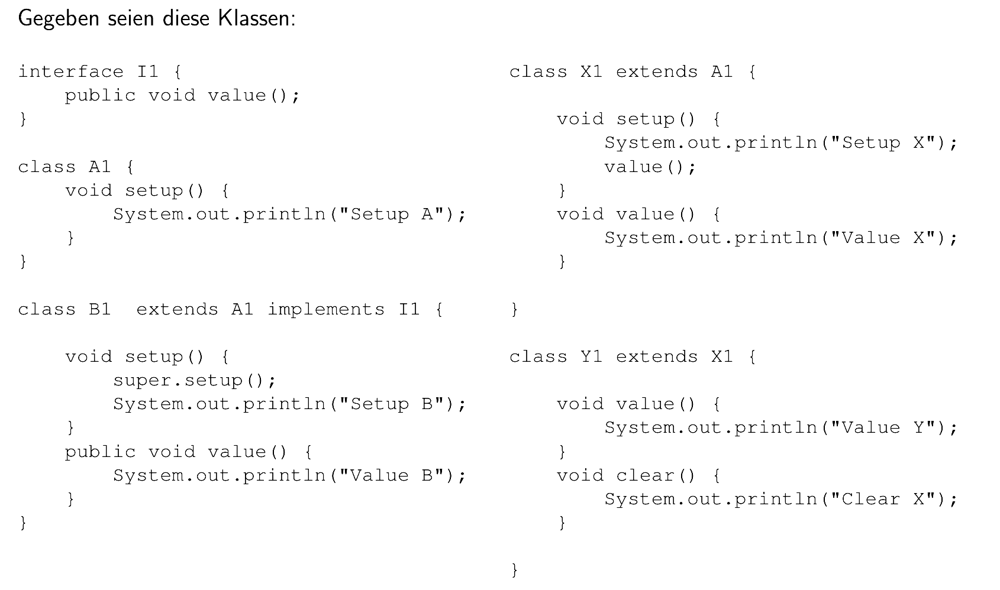 Gegeben seien diese Klassen:
interface I1 {
    public void value();
}
class A1 {
    void setup() {
        System.out.println("Setup A");
    }
}
class B1  extends A1 implements I1 {
    void setup() {
        super.setup();
        System.out.println("Setup B");
    }
    public void value() {
        System.out.println("Value B");
    }
}
class X1 extends A1 {
    void setup() {
        System.out.println("Setup X");
        value();
    }
    void value() {
        System.out.println("Value X");
    }
}
class Y1 extends X1 {
    void value() {
        System.out.println("Value Y");
    }
    void clear() {
        System.out.println("Clear X");
    }
}